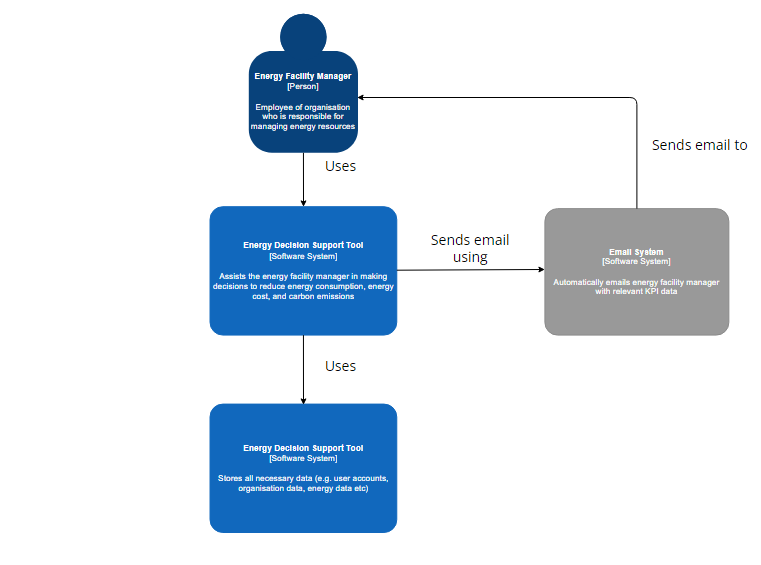 Energy Facility Manager
[Person]
Employee of organisation
who is responsible for
managing energy resources
Sends email to
Uses
Energy Decision Support Tool
[Software System]
Assists the energy facility manager in making
decisions to reduce energy consumption, energy
cost, and carbon emissions
Sends email
using
Email System
[Software System]
Automatically emails energy facility manager
with relevant KPI data
Uses
Energy Decision Support Tool
[Software System]
Stores all necessary data (e.g. user accounts,
organisation data, energy data etc)